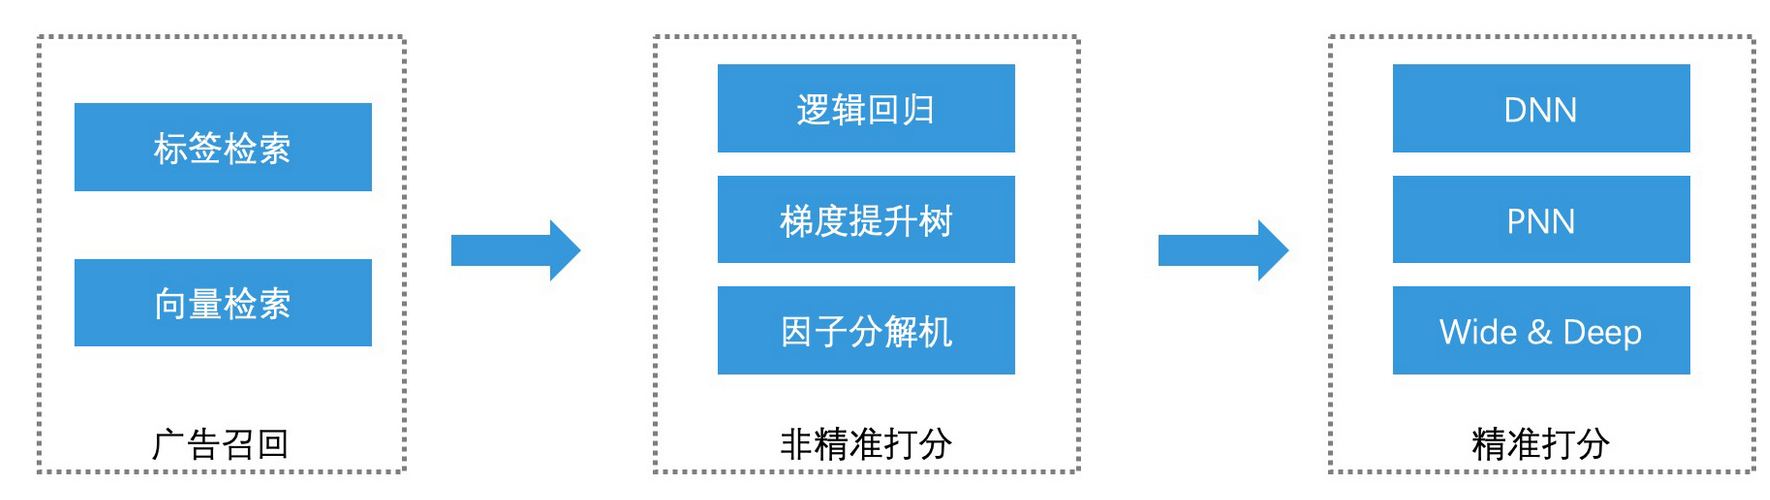 标签检索
向量检索
广告召回
逻辑回归
梯度提升树
因子分解机
非精准打分
DNN
PNN
Wide & Deep
精准打分